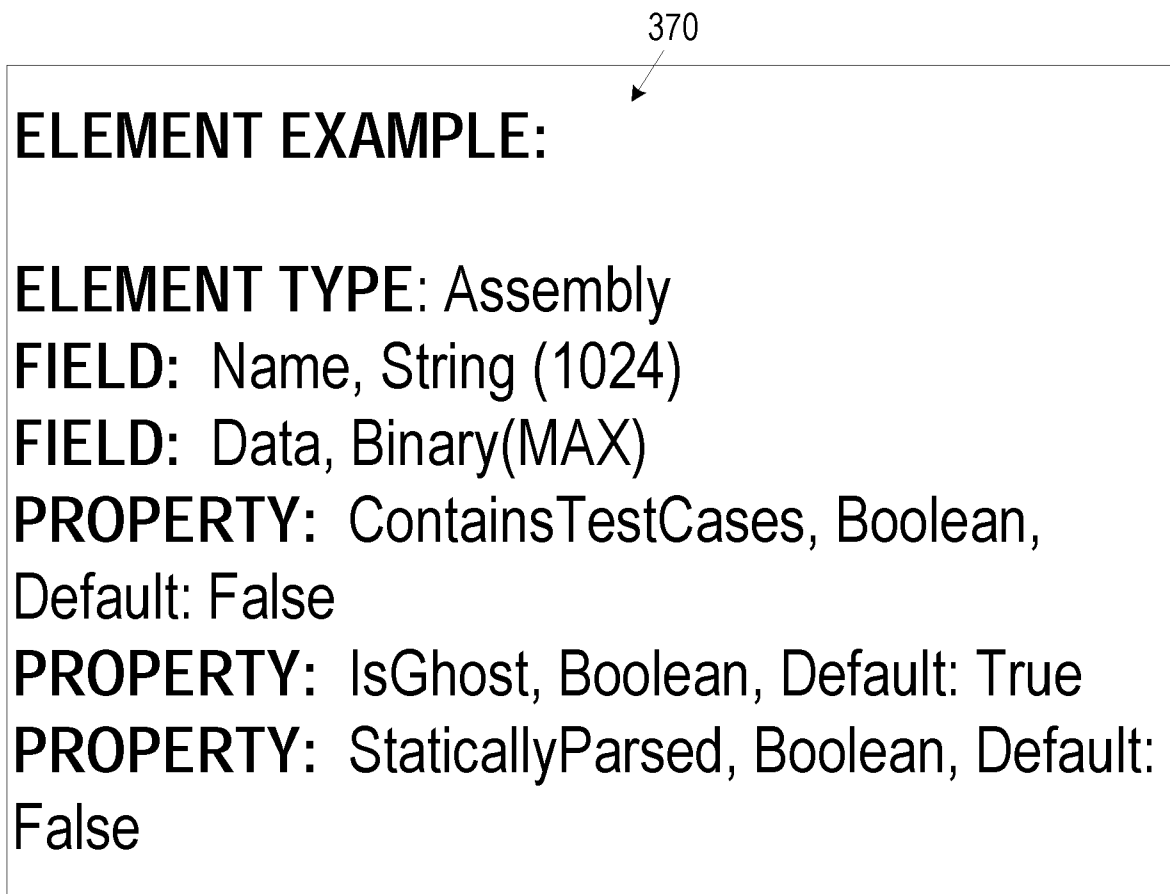 370
ELEMENT EXAMPLE:
ELEMENT TYPE: Assembly
FIELD: Name, String (1024)
FIELD: Data, Binary(MAX)
PROPERTY: ContainsTestCases, Boolean,
Default: False
PROPERTY: IsGhost, Boolean, Default: True
PROPERTY: StaticallyParsed, Boolean, Default:
False